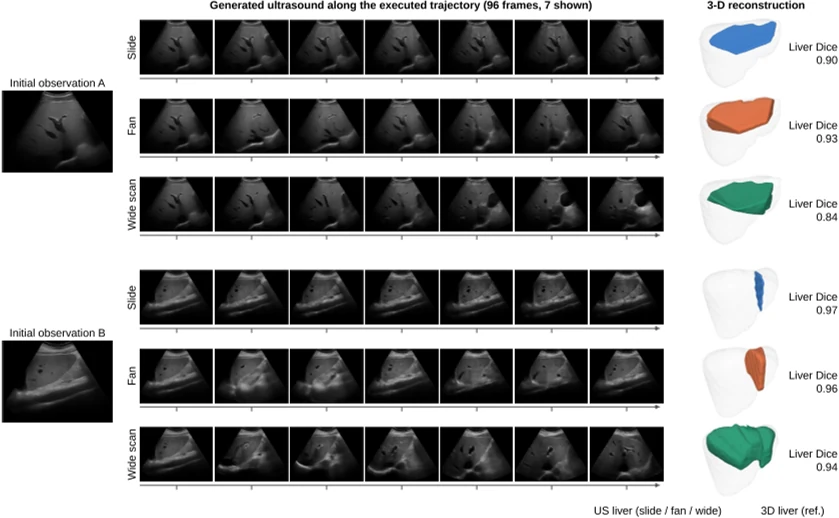 Generated ultrasound along the executed trajectory (96 frames, 7 shown)
3-D reconstruction
Initial observation A
Slide
Liver Dice
0.90
Fan
Liver Dice
0.93
Wide scan
Liver Dice
0.84
Initial observation B
Slide
Liver Dice
0.97
Fan
Liver Dice
0.96
Wide scan
Liver Dice
0.94
US liver (slide / fan / wide)
3D liver (ref.)